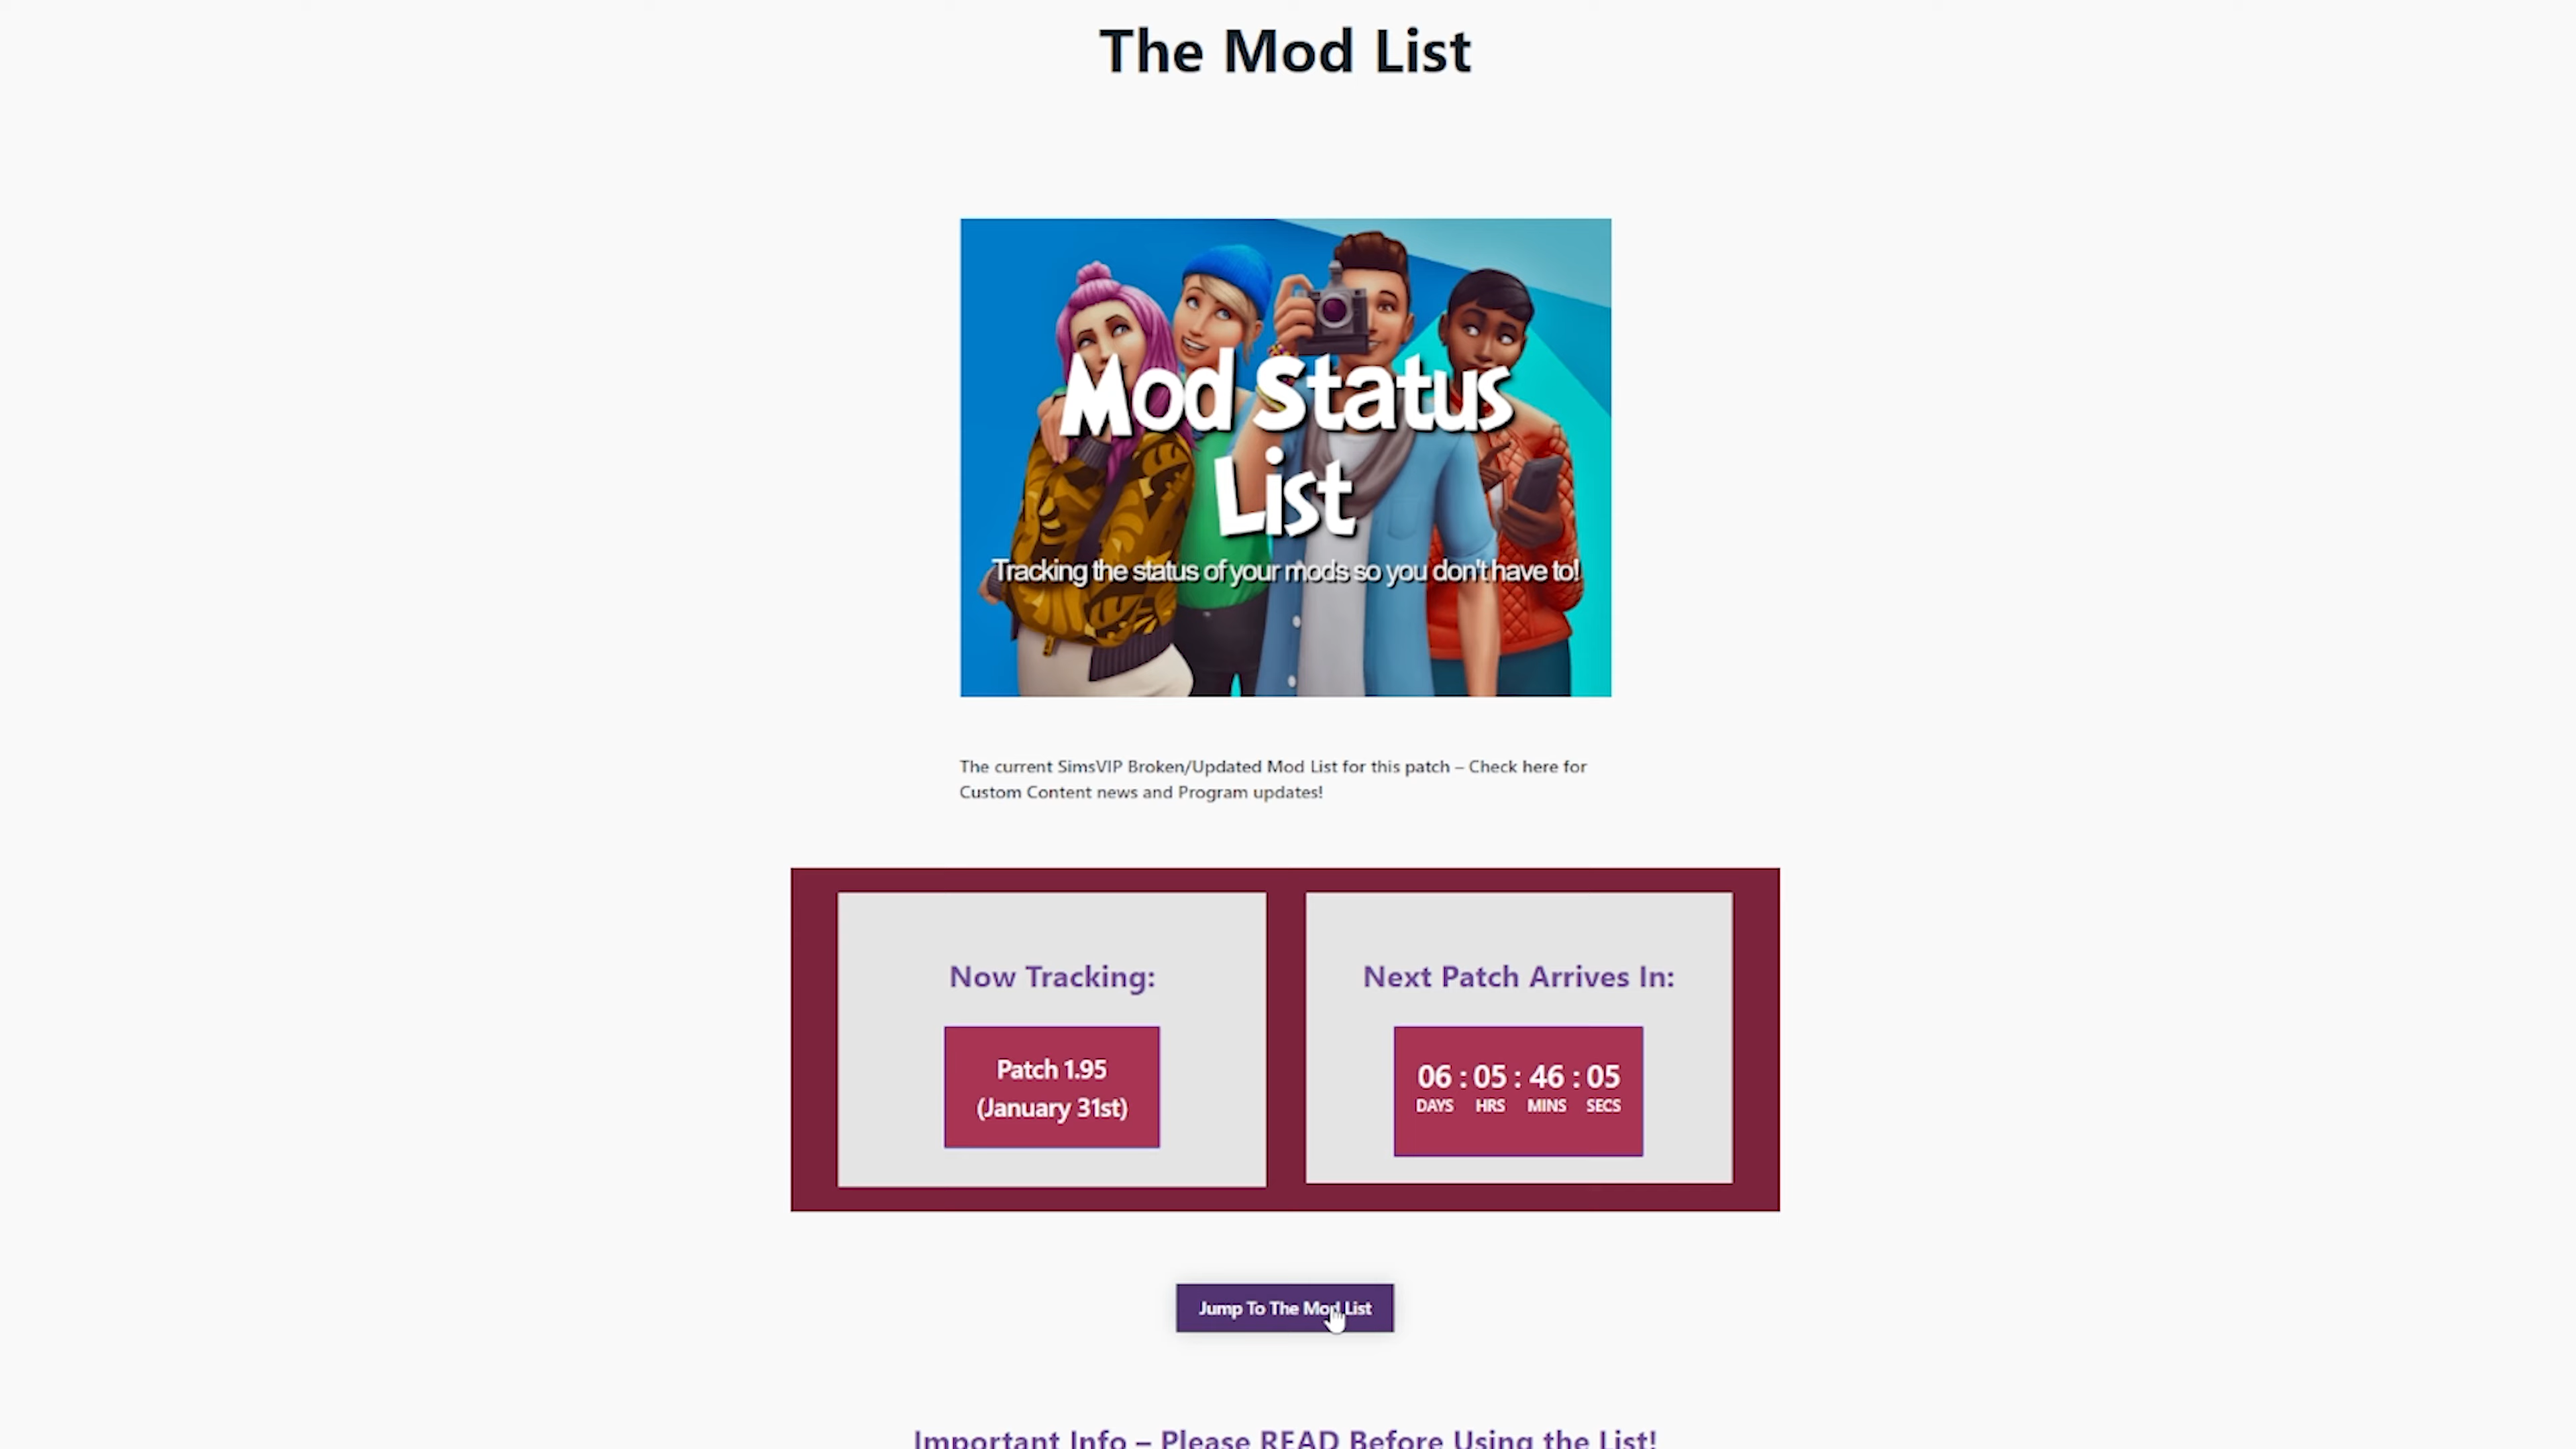 The Mod List
Mod Status
List
Tracking the status of your mods so you don't have to!
The current SimsVIP Broken/Updated Mod List for this patch – Check here for
Custom Content news and Program updates!
Now Tracking:
Patch 1.95
(January 31st)
Next Patch Arrives In:
06 : 05 : 46 : 05
DAYS HRS MINS SECS
Jump To The Mod List
Important Info – Please READ Before Using the List!